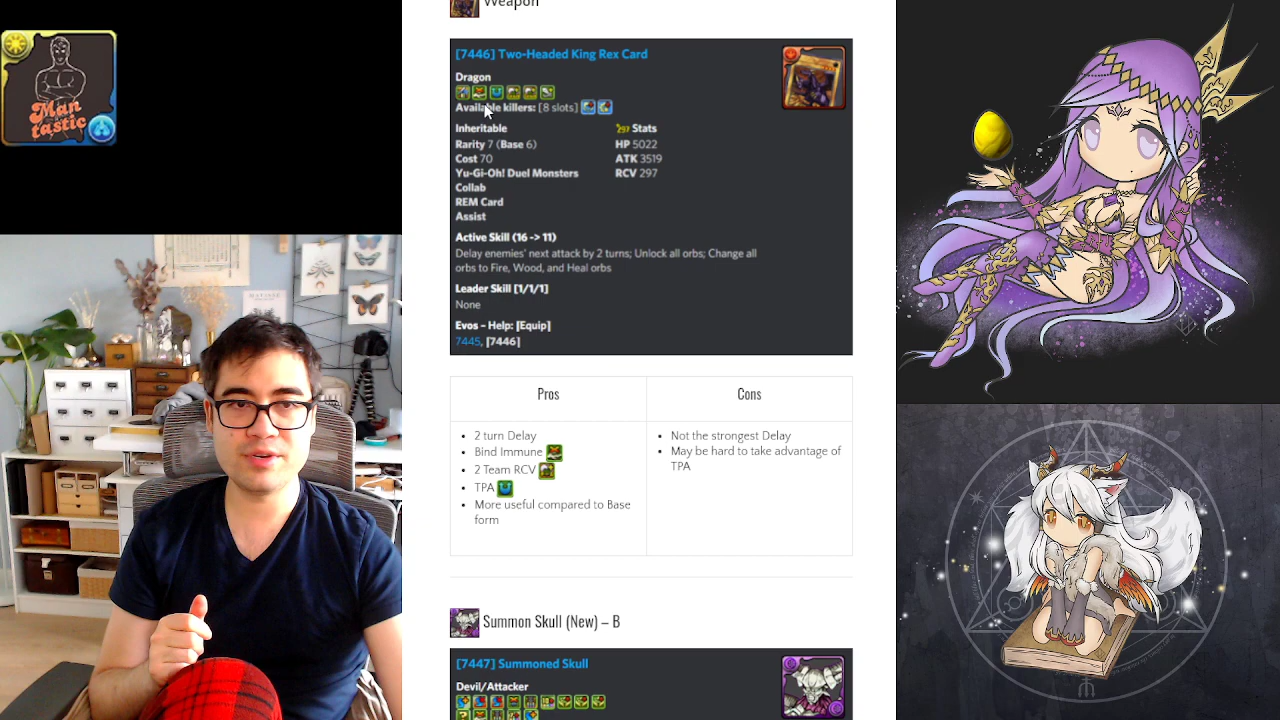 Man
tastic
Weapon
[7446] Two-Headed King Rex Card
Dragon
Available killers: [8 slots]
Inheritable
Rarity 7 (Base 6)
Cost 70
Yu-Gi-Oh! Duel Monsters
Collab
REM Card
Assist
297 Stats
HP 5022
ATK 3519
RCV 297
Active Skill (16 -> 11)
Delay enemies' next attack by 2 turns; Unlock all orbs; Change all
orbs to Fire, Wood, and Heal orbs
Leader Skill [1/1/1]
None
Evos – Help: [Equip]
7445, [7446]
Pros
Cons
2 turn Delay
Bind Immune
2 Team RCV
TPA
More useful compared to Base
form
Not the strongest Delay
May be hard to take advantage of
TPA
Summon Skull (New) – B
[7447] Summoned Skull
Devil/Attacker